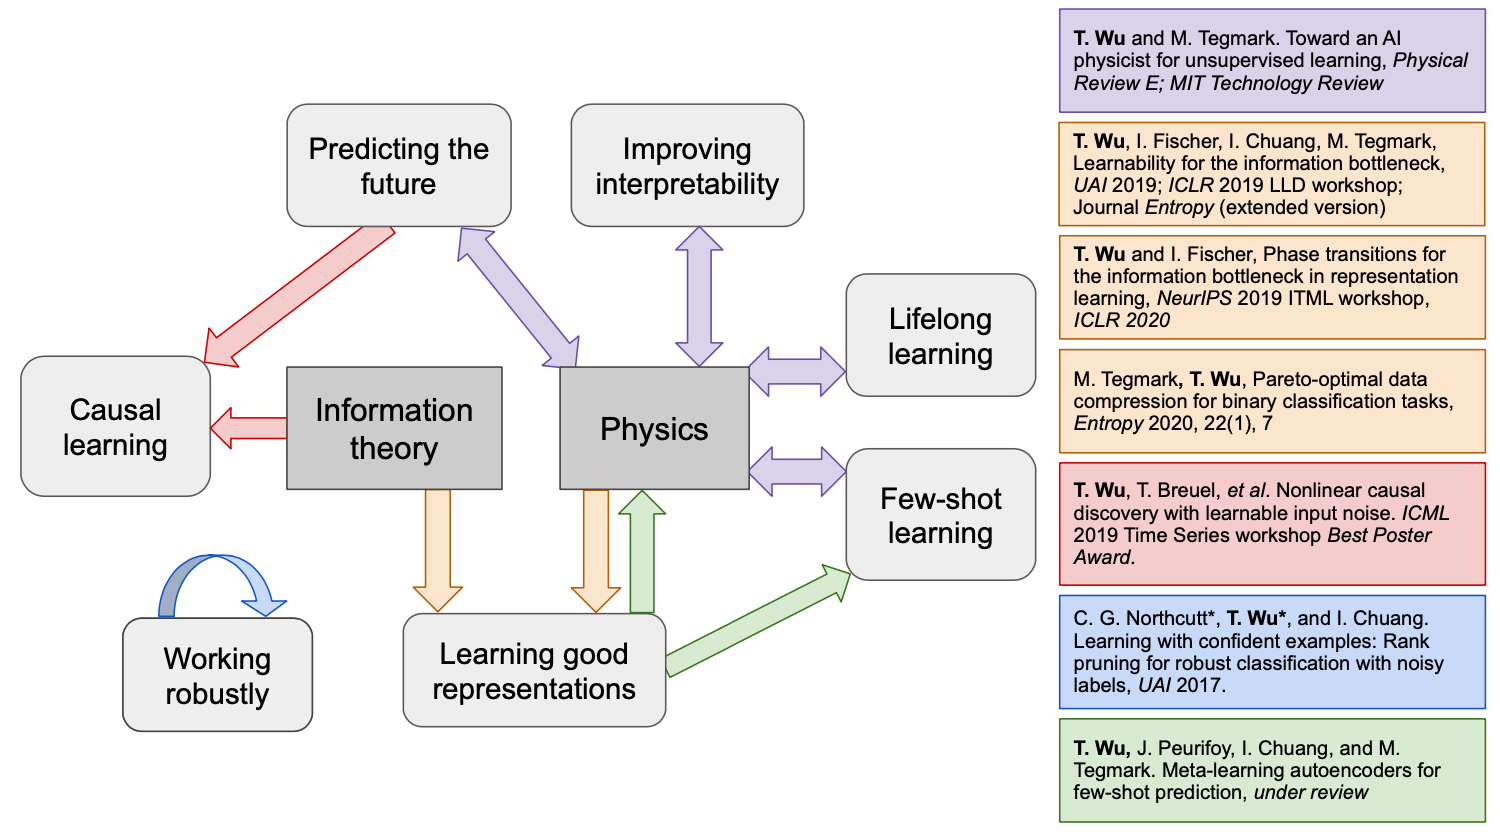 Predicting the
future
Improving
interpretability
Lifelong
learning
Causal
learning
Information
theory
Physics
Few-shot
learning
Working
robustly
Learning good
representations
T. Wu and M. Tegmark. Toward an AI
physicist for unsupervised learning, Physical
Review E; MIT Technology Review
T. Wu, I. Fischer, I. Chuang, M. Tegmark,
Learnability for the information bottleneck,
UAI 2019; ICLR 2019 LLD workshop;
Journal Entropy (extended version)
T. Wu and I. Fischer, Phase transitions for
the information bottleneck in representation
learning, NeurIPS 2019 ITML workshop,
ICLR 2020
M. Tegmark, T. Wu, Pareto-optimal data
compression for binary classification tasks,
Entropy 2020, 22(1), 7
T. Wu, T. Breuel, et al. Nonlinear causal
discovery with learnable input noise. ICML
2019 Time Series workshop Best Poster
Award.
C. G. Northcutt*, T. Wu*, and I. Chuang.
Learning with confident examples: Rank
pruning for robust classification with noisy
labels, UAI 2017.
T. Wu, J. Peurifoy, I. Chuang, and M.
Tegmark. Meta-learning autoencoders for
few-shot prediction, under review